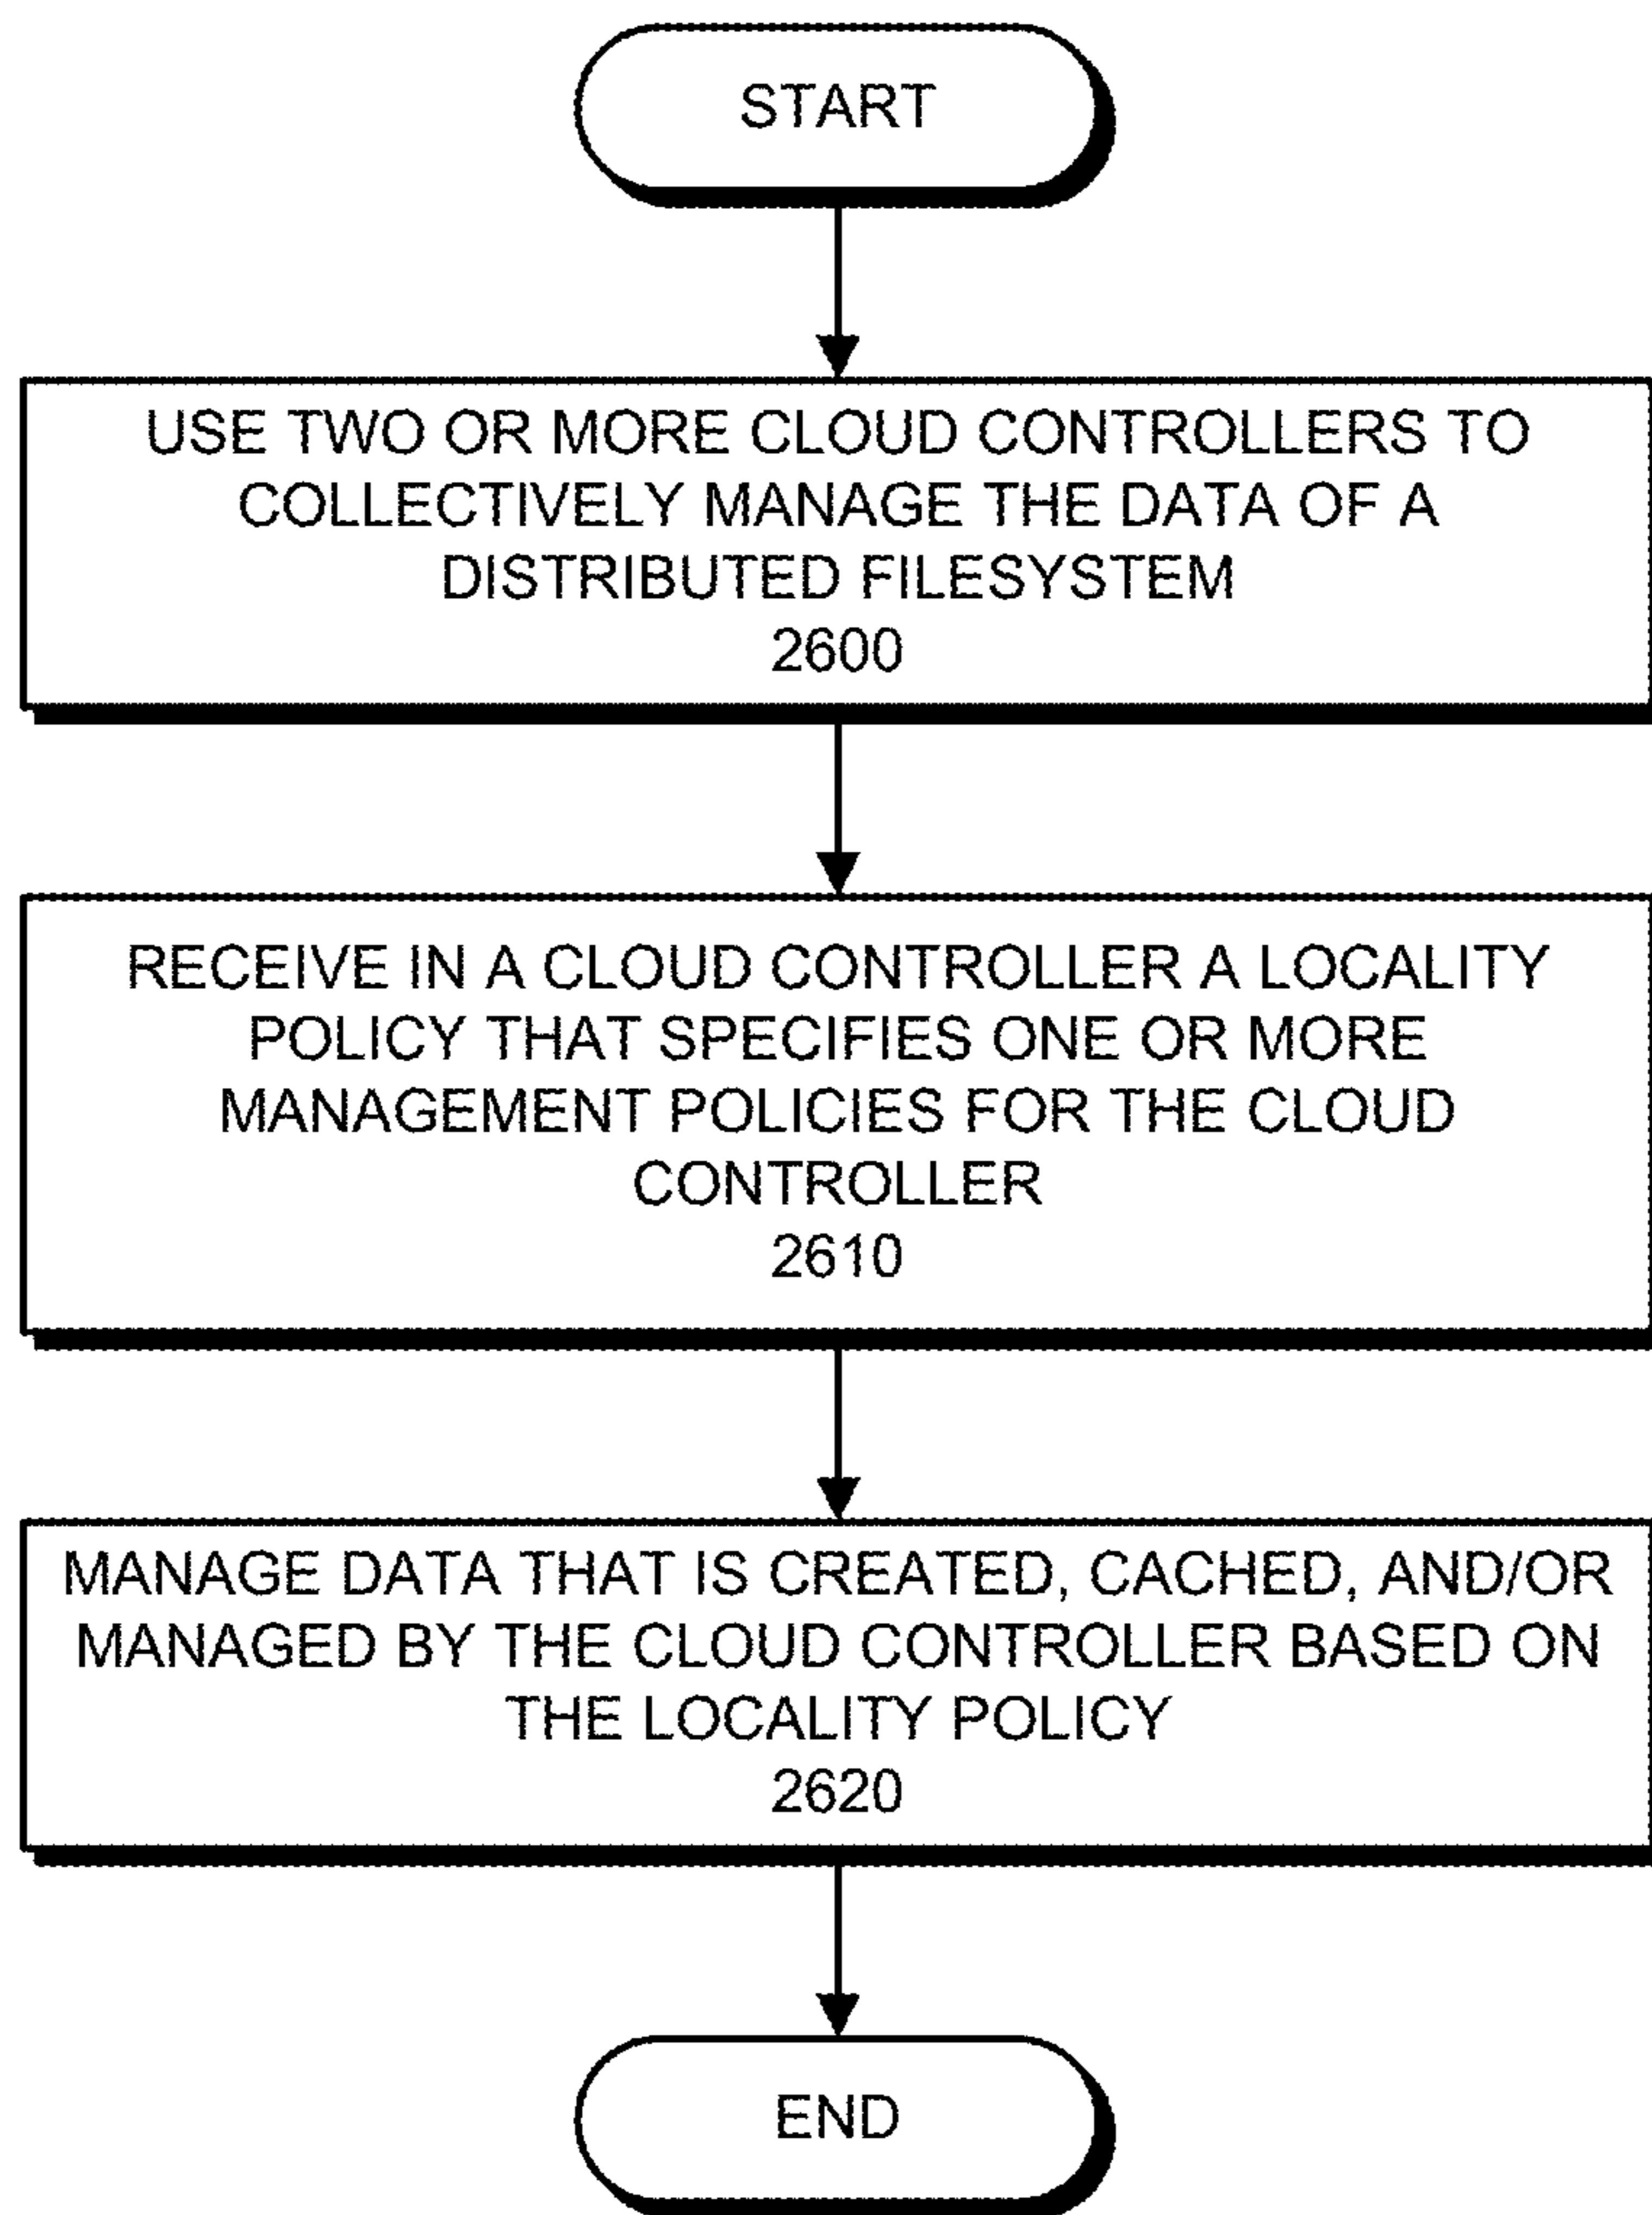 START
USE TWO OR MORE CLOUD CONTROLLERS TO
COLLECTIVELY MANAGE THE DATA OF A
DISTRIBUTED FILESYSTEM
2600
RECEIVE IN A CLOUD CONTROLLER A LOCALITY
POLICY THAT SPECIFIES ONE OR MORE
MANAGEMENT POLICIES FOR THE CLOUD
CONTROLLER
2610
MANAGE DATA THAT IS CREATED, CACHED, AND/OR
MANAGED BY THE CLOUD CONTROLLER BASED ON
THE LOCALITY POLICY
2620
END